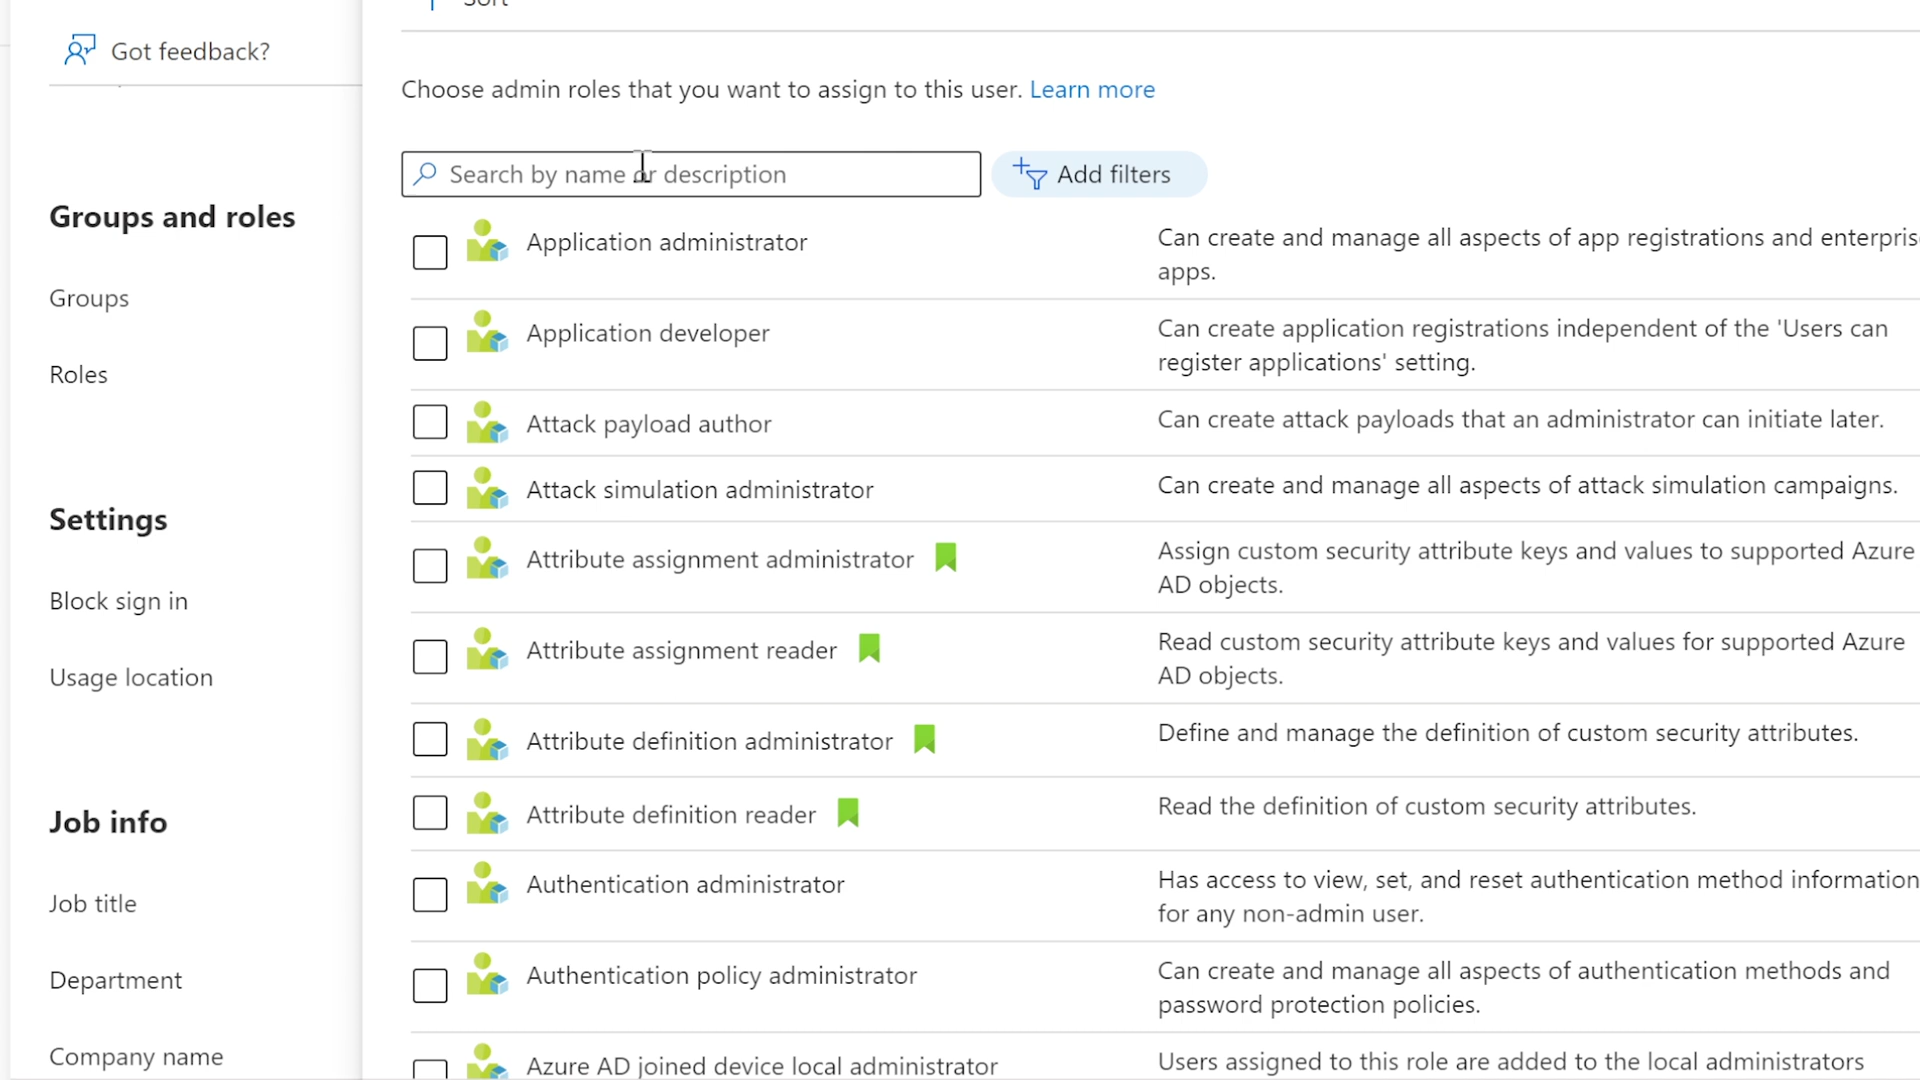 Sort
Got feedback?
Choose admin roles that you want to assign to this user. Learn more
Search by name or description
Add filters
Groups and roles
Groups
Roles
Settings
Block sign in
Usage location
Job info
Job title
Department
Company name
Application administrator
Can create and manage all aspects of app registrations and enterprise
apps.
Application developer
Can create application registrations independent of the 'Users can
register applications' setting.
Attack payload author
Can create attack payloads that an administrator can initiate later.
Attack simulation administrator
Can create and manage all aspects of attack simulation campaigns.
Attribute assignment administrator
Assign custom security attribute keys and values to supported Azure
AD objects.
Attribute assignment reader
Read custom security attribute keys and values for supported Azure
AD objects.
Attribute definition administrator
Define and manage the definition of custom security attributes.
Attribute definition reader
Read the definition of custom security attributes.
Authentication administrator
Has access to view, set, and reset authentication method information
for any non-admin user.
Authentication policy administrator
Can create and manage all aspects of authentication methods and
password protection policies.
Azure AD joined device local administrator
Users assigned to this role are added to the local administrators